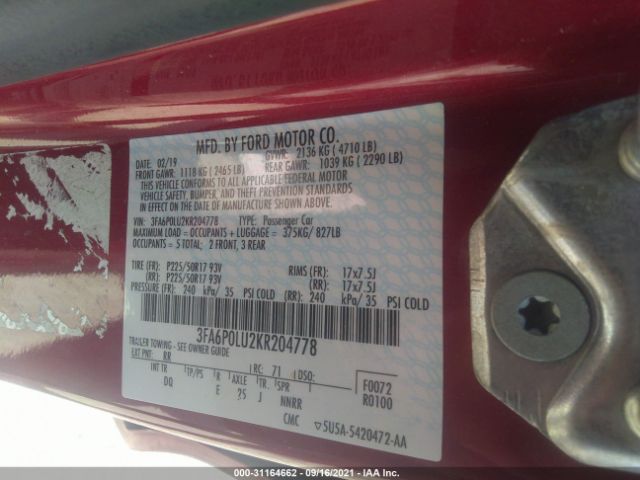 MFD. BY FORD MOTOR CO.
02/19 GVWR: 2136 KG ( 4710 LB)
FRONT GAWR: 1118 KG ( 2465 LB) REAR GAWR: 1039 KG ( 2290 LB)
THIS VEHICLE CONFORMS TO ALL APPLICABLE FEDERAL MOTOR
VEHICLE SAFETY, BUMPER, AND THEFT PREVENTION STANDARDS
IN EFFECT ON THE DATE OF MANUFACTURE SHOWN ABOVE.
VIN: 3FA6P0LU2KR204778 TYPE: Passenger Car
MAXIMUM LOAD = OCCUPANTS + LUGGAGE = 375KG/ 827LB
OCCUPANTS = 5 TOTAL; 2 FRONT, 3 REAR
TIRE (FR): P225/50R17 93V RIMS (FR): 17x7.5J
(RR): P225/50R17 93V (RR): 17x7.5J
PRESSURE (FR): 240 kPa/ 35 PSI COLD (RR): 240 kPa/ 35 PSI COLD
3FA6P0LU2KR204778
TRAILER TOWING - SEE OWNER GUIDE
EXT PNT: RR RC: 71 DSO:
INT TR TP/PS R AXLE TR. SPR F0072
DQ E 25 J NNRR R0100
CMC 5U5A-5420472-AA
000-31164662 - 09/16/2021 - IAA Inc.